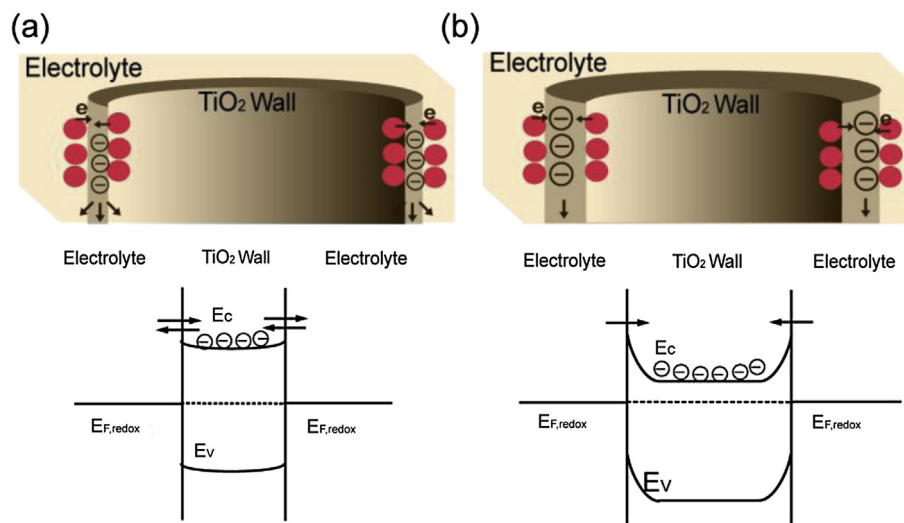 (a)
Electrolyte
TiO₂ Wall
e
e
Electrolyte TiO₂ Wall Electrolyte
Ec
EF,redox
EF,redox
Ev
(b)
Electrolyte
TiO₂ Wall
e
e
Electrolyte TiO₂ Wall Electrolyte
Ec
EF,redox
EF,redox
Ev